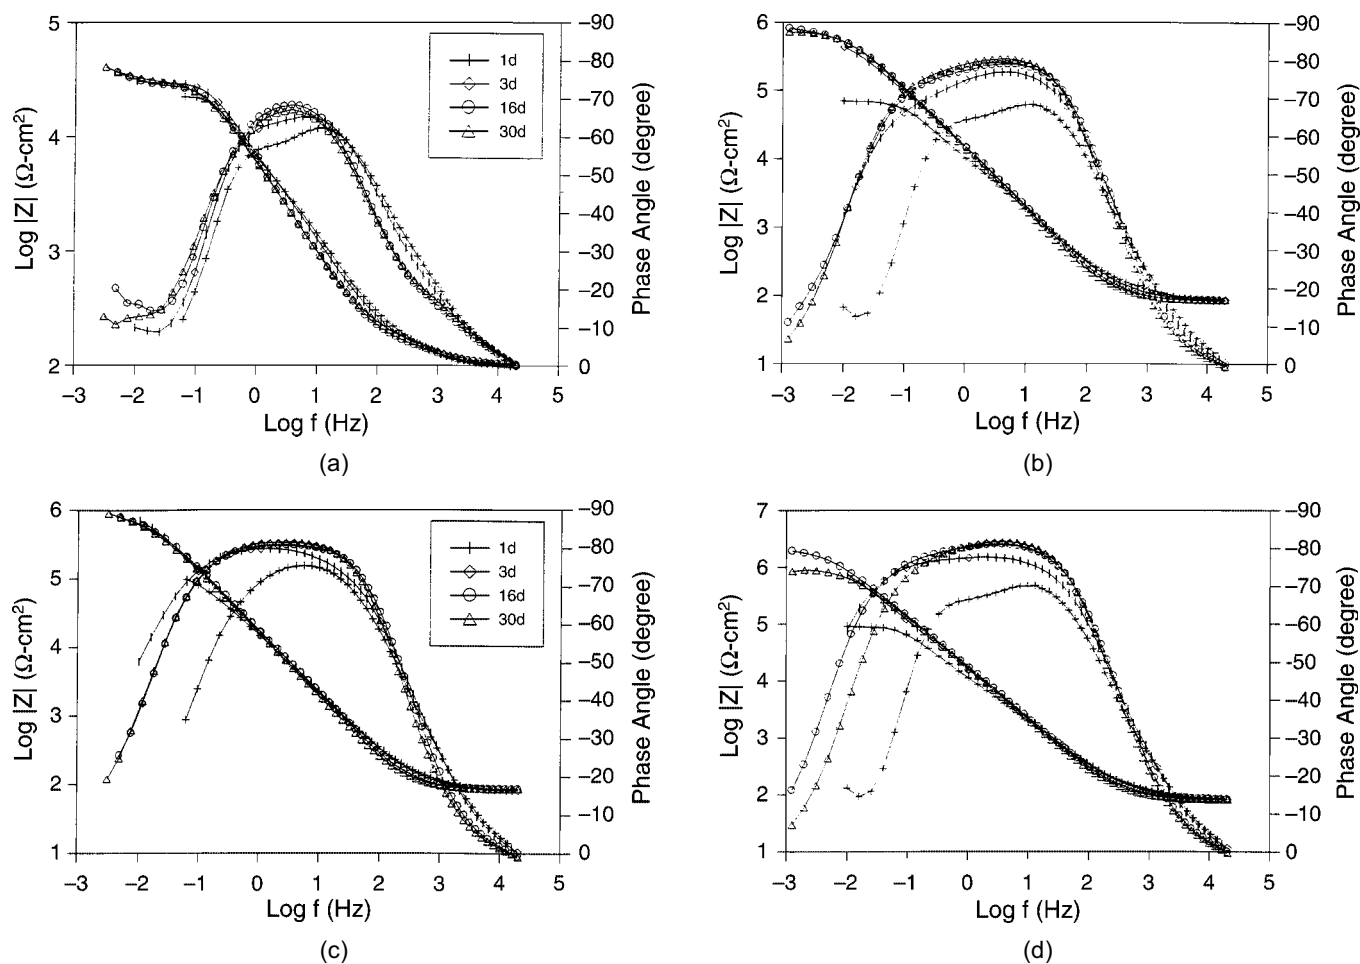 5
4
3
2
Log |Z| (Ω-cm²)
−3 −2 −1 0 1 2 3 4 5
Log f (Hz)
−90
−80
−70
−60
−50
−40
−30
−20
−10
0
Phase Angle (degree)
1d
3d
16d
30d
(a)
6
5
4
3
2
1
Log |Z| (Ω-cm²)
−3 −2 −1 0 1 2 3 4 5
Log f (Hz)
−90
−80
−70
−60
−50
−40
−30
−20
−10
0
Phase Angle (degree)
(b)
6
5
4
3
2
1
Log |Z| (Ω-cm²)
−3 −2 −1 0 1 2 3 4 5
Log f (Hz)
−90
−80
−70
−60
−50
−40
−30
−20
−10
0
Phase Angle (degree)
1d
3d
16d
30d
(c)
7
6
5
4
3
2
1
Log |Z| (Ω-cm²)
−3 −2 −1 0 1 2 3 4 5
Log f (Hz)
−90
−80
−70
−60
−50
−40
−30
−20
−10
0
Phase Angle (degree)
(d)